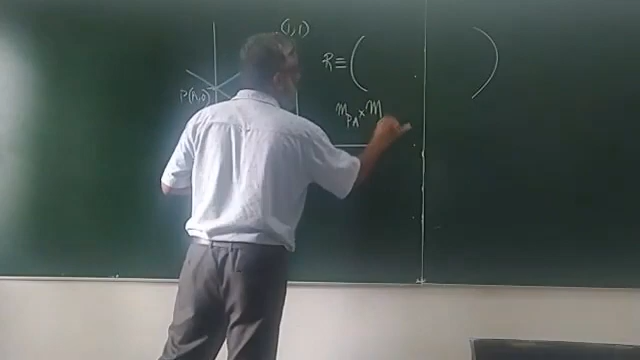 (1,1)
R≡( )
P(h,0)
m_PA × m